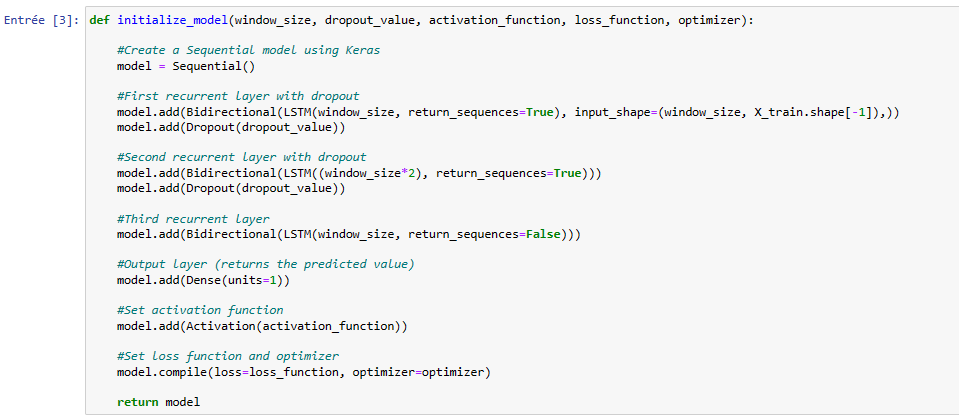 Entrée [3]: def initialize_model(window_size, dropout_value, activation_function, loss_function, optimizer):
#Create a Sequential model using Keras
model = Sequential()
#First recurrent layer with dropout
model.add(Bidirectional(LSTM(window_size, return_sequences=True), input_shape=(window_size, X_train.shape[-1]),))
model.add(Dropout(dropout_value))
#Second recurrent layer with dropout
model.add(Bidirectional(LSTM((window_size*2), return_sequences=True)))
model.add(Dropout(dropout_value))
#Third recurrent layer
model.add(Bidirectional(LSTM(window_size, return_sequences=False)))
#Output layer (returns the predicted value)
model.add(Dense(units=1))
#Set activation function
model.add(Activation(activation_function))
#Set loss function and optimizer
model.compile(loss=loss_function, optimizer=optimizer)
return model